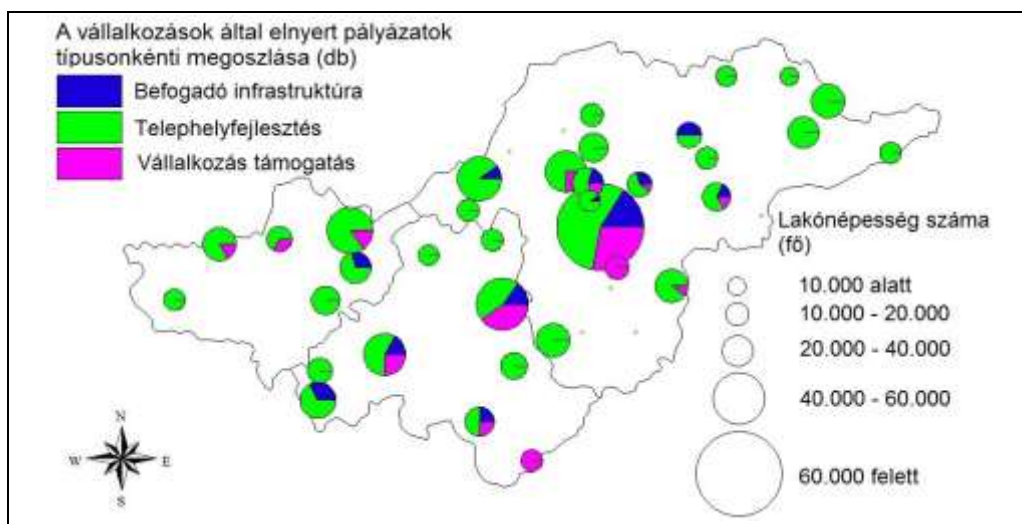 A vállalkozások által elnyert pályázatok
típusonkénti megoszlása (db)
Befogadó infrastruktúra
Telephelyfejlesztés
Vállalkozás támogatás
Lakónépesség száma
(fő)
10.000 alatt
10.000 - 20.000
20.000 - 40.000
40.000 - 60.000
60.000 felett
N
W
E
S